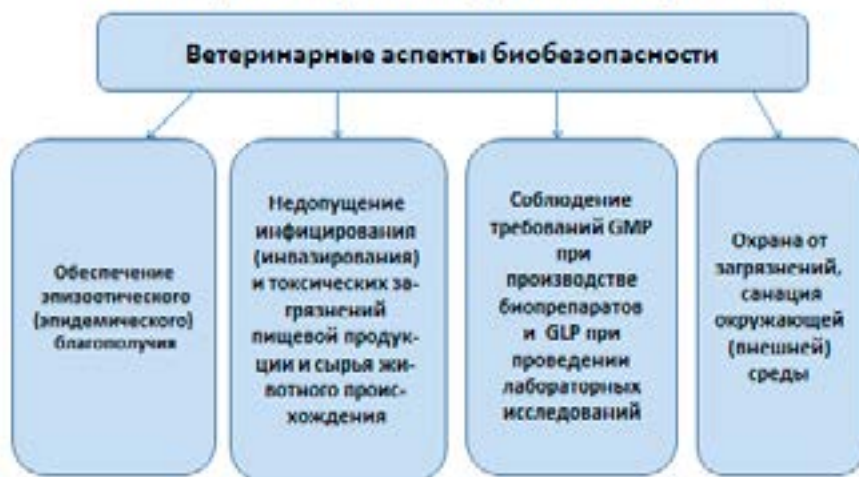 Ветеринарные аспекты биобезопасности
Обеспечение
эпизоотического
(эпидемического)
благополучия
Недопущение
инфицирования
(инвазирования)
и токсических за-
грязнений
пищевой продук-
ции и сырья жи-
вотного проис-
хождения
Соблюдение
требований GMP при
производстве
биопрепаратов
и GLP при
проведении
лабораторных
исследований
Охрана от
загрязнений,
санация
окружающей
(внешней)
среды